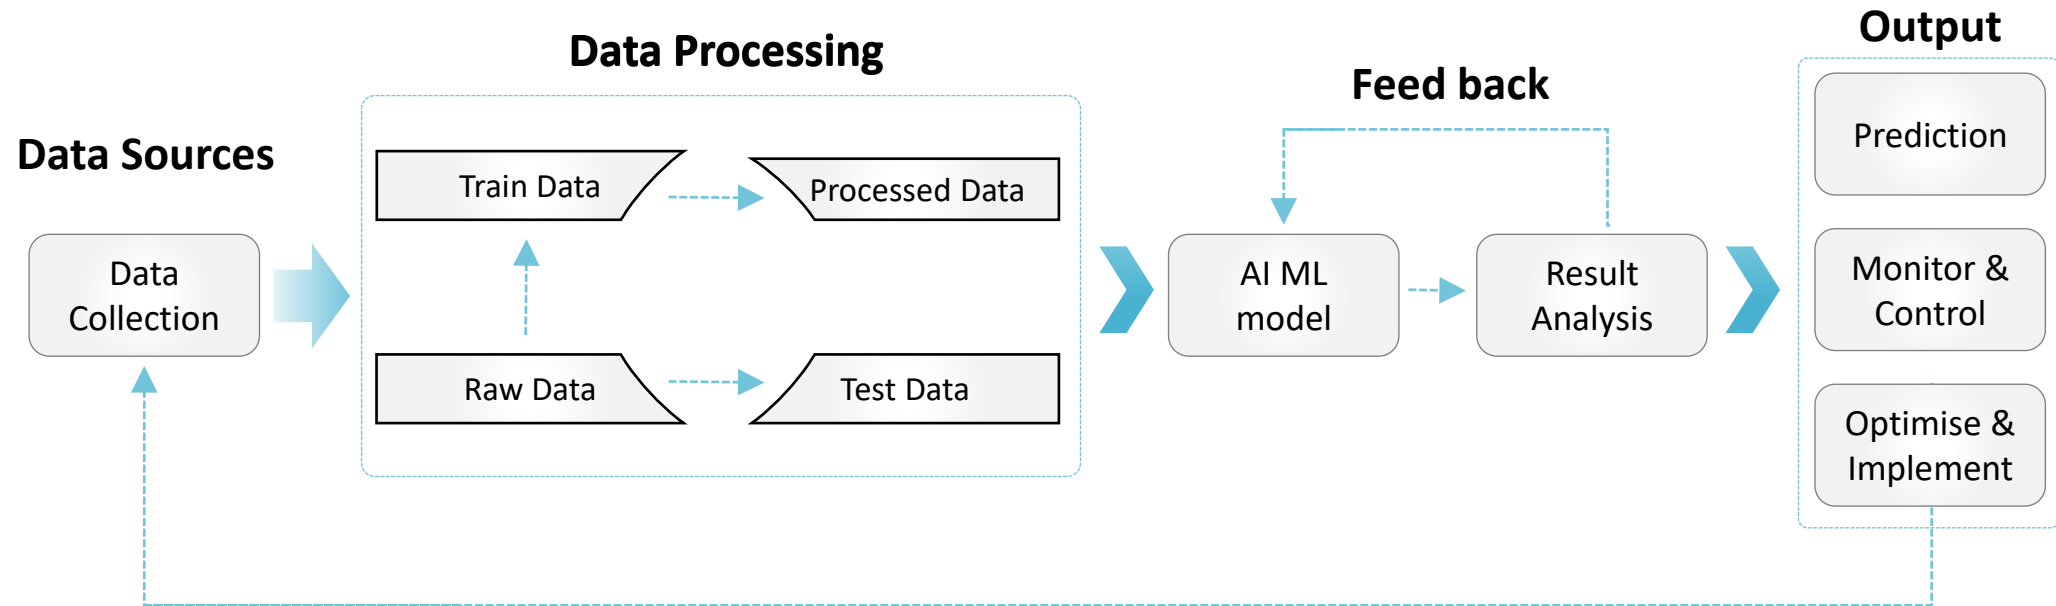 Data Sources
Data
Collection
Data Processing
Train Data
Processed Data
Raw Data
Test Data
Feed back
AI ML
model
Result
Analysis
Output
Prediction
Monitor &
Control
Optimise &
Implement